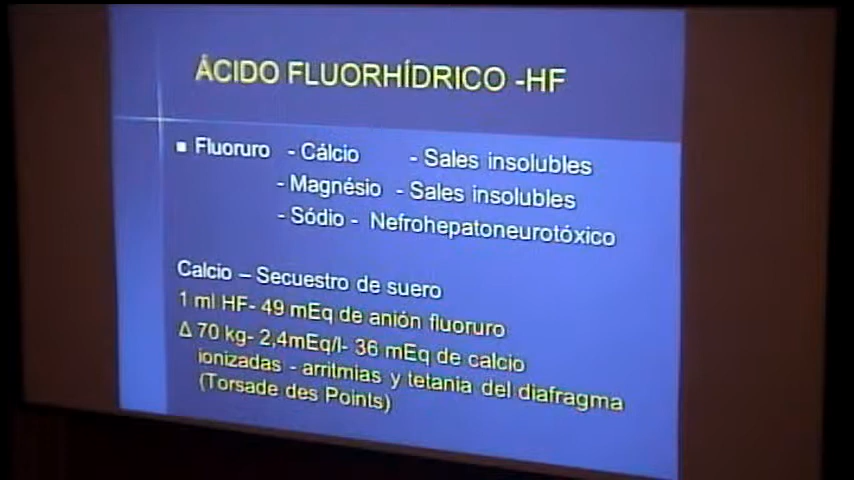 ÁCIDO FLUORHÍDRICO -HF
■ Fluoruro - Cálcio - Sales insolubles
- Magnésio - Sales insolubles
- Sódio - Nefrohepatoneurotóxico
Calcio – Secuestro de suero
1 ml HF- 49 mEq de anión fluoruro
Δ 70 kg- 2,4mEq/l- 36 mEq de calcio
ionizadas - arritmias y tetania del diafragma
(Torsade des Points)